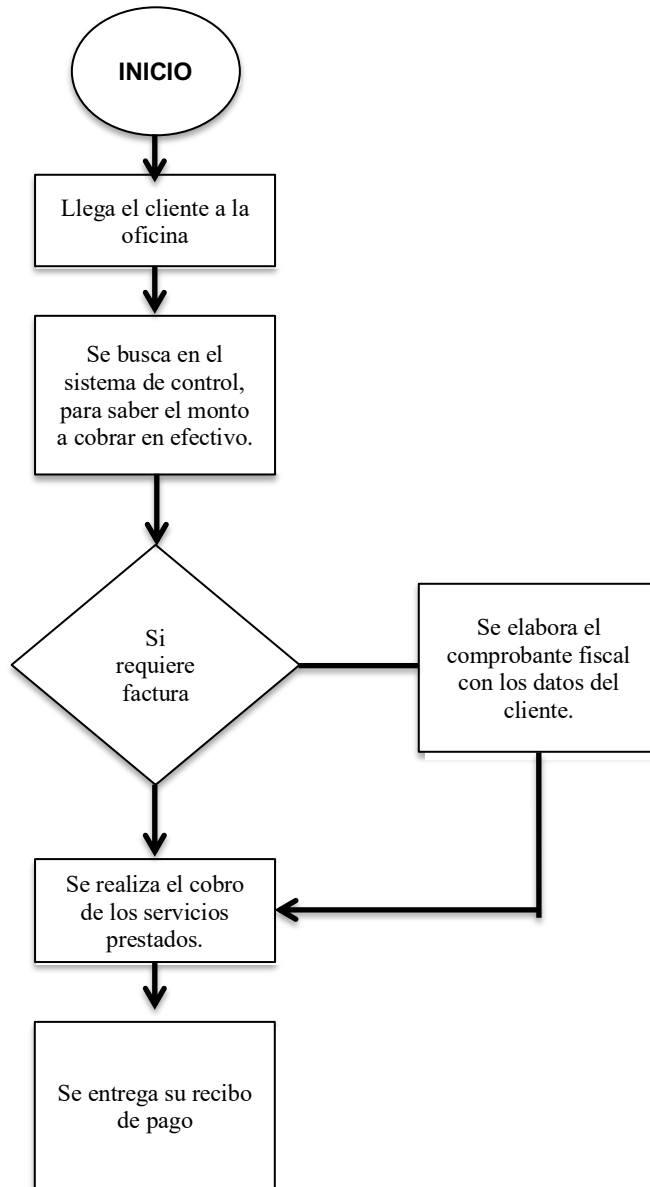 INICIO
Llega el cliente a la
oficina
Se busca en el
sistema de control,
para saber el monto
a cobrar en efectivo.
Si
requiere
factura
Se elabora el
comprobante fiscal
con los datos del
cliente.
Se realiza el cobro
de los servicios
prestados.
Se entrega su recibo
de pago